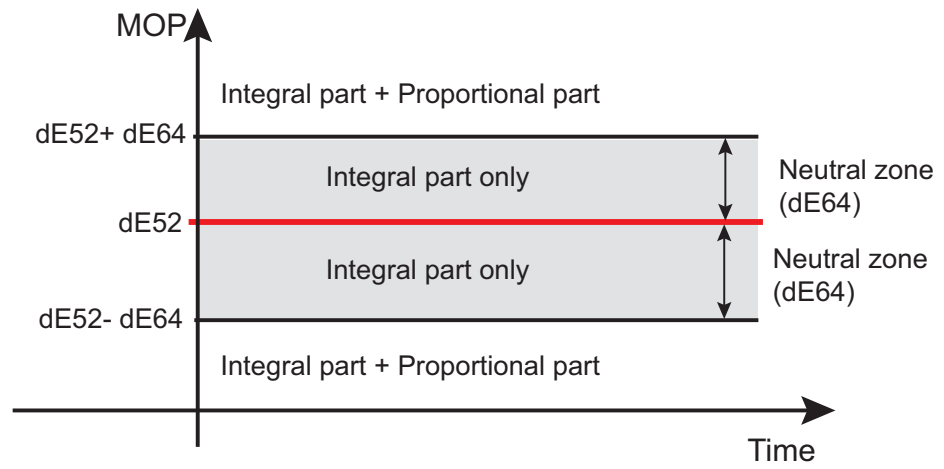 MOP
Integral part + Proportional part
dE52+ dE64
Integral part only
Neutral zone
(dE64)
dE52
Integral part only
Neutral zone
(dE64)
dE52- dE64
Integral part + Proportional part
Time